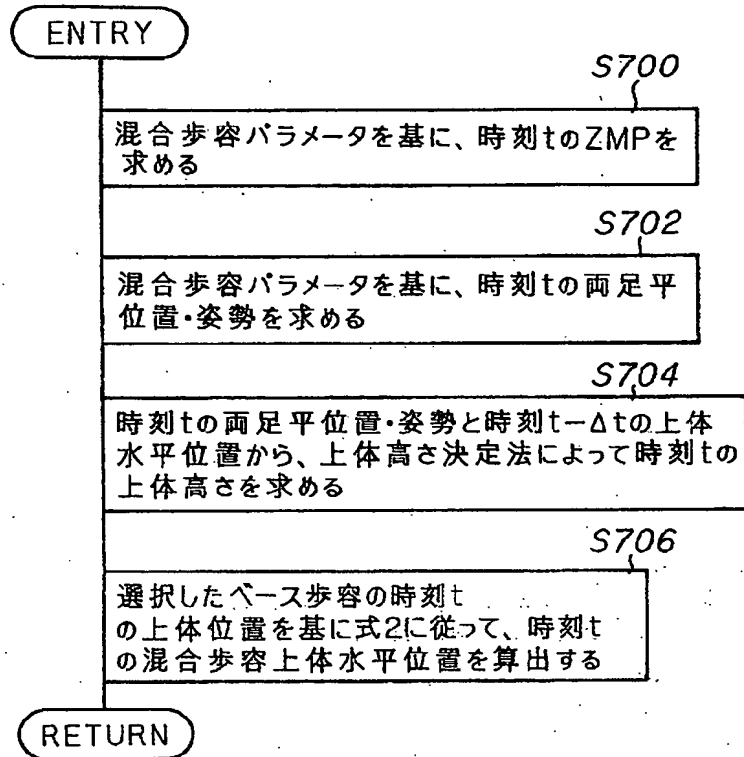 ENTRY
S700
混合歩容パラメータを基に、時刻tのZMPを
求める
S702
混合歩容パラメータを基に、時刻tの両足平
位置・姿勢を求める
S704
時刻tの両足平位置・姿勢と時刻t−Δtの上体
水平位置から、上体高さ決定法によって時刻tの
上体高さを求める
S706
選択したベース歩容の時刻t
の上体位置を基に式2に従って、時刻t
の混合歩容上体水平位置を算出する
RETURN